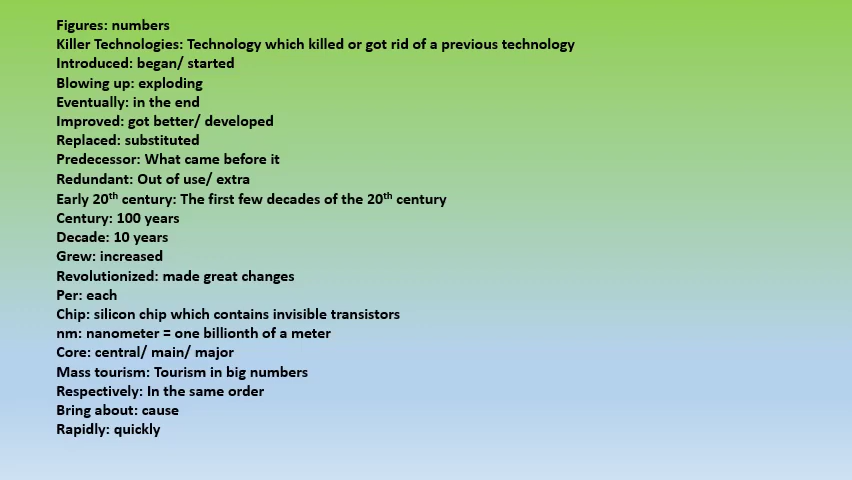 Figures: numbers
Killer Technologies: Technology which killed or got rid of a previous technology
Introduced: began/ started
Blowing up: exploding
Eventually: in the end
Improved: got better/ developed
Replaced: substituted
Predecessor: What came before it
Redundant: Out of use/ extra
Early 20th century: The first few decades of the 20th century
Century: 100 years
Decade: 10 years
Grew: increased
Revolutionized: made great changes
Per: each
Chip: silicon chip which contains invisible transistors
nm: nanometer = one billionth of a meter
Core: central/ main/ major
Mass tourism: Tourism in big numbers
Respectively: In the same order
Bring about: cause
Rapidly: quickly